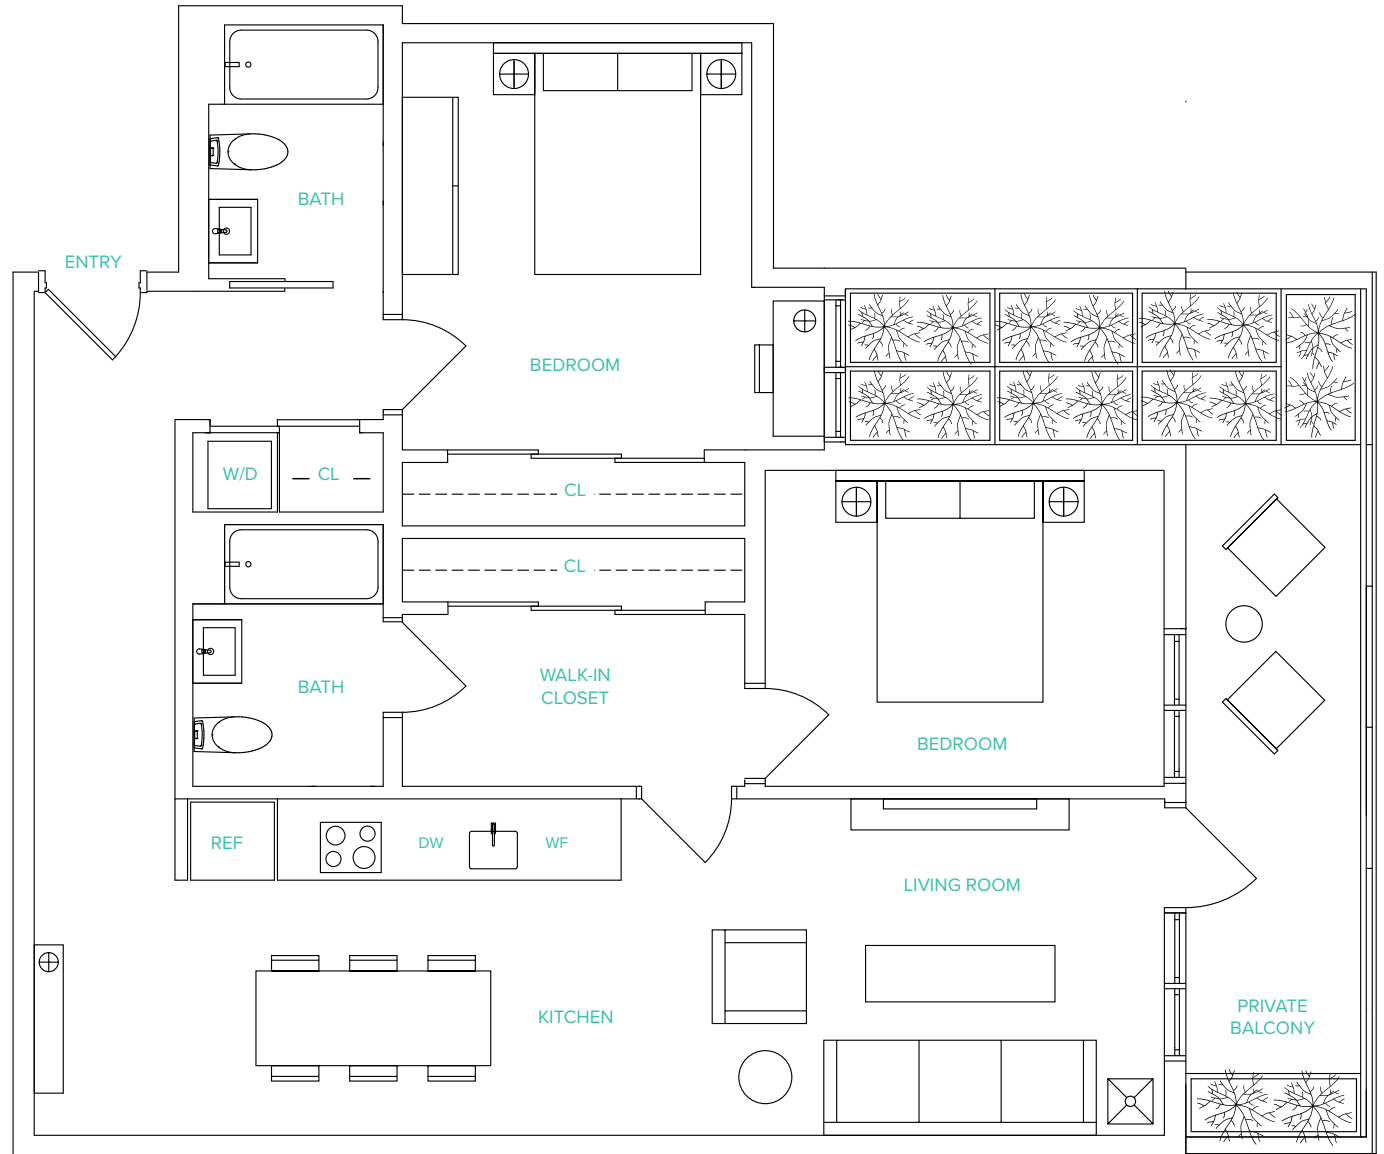 BATH
ENTRY
BEDROOM
W/D
CL
CL
CL
WALK-IN
CLOSET
BATH
BEDROOM
REF
DW
WF
LIVING ROOM
KITCHEN
PRIVATE
BALCONY